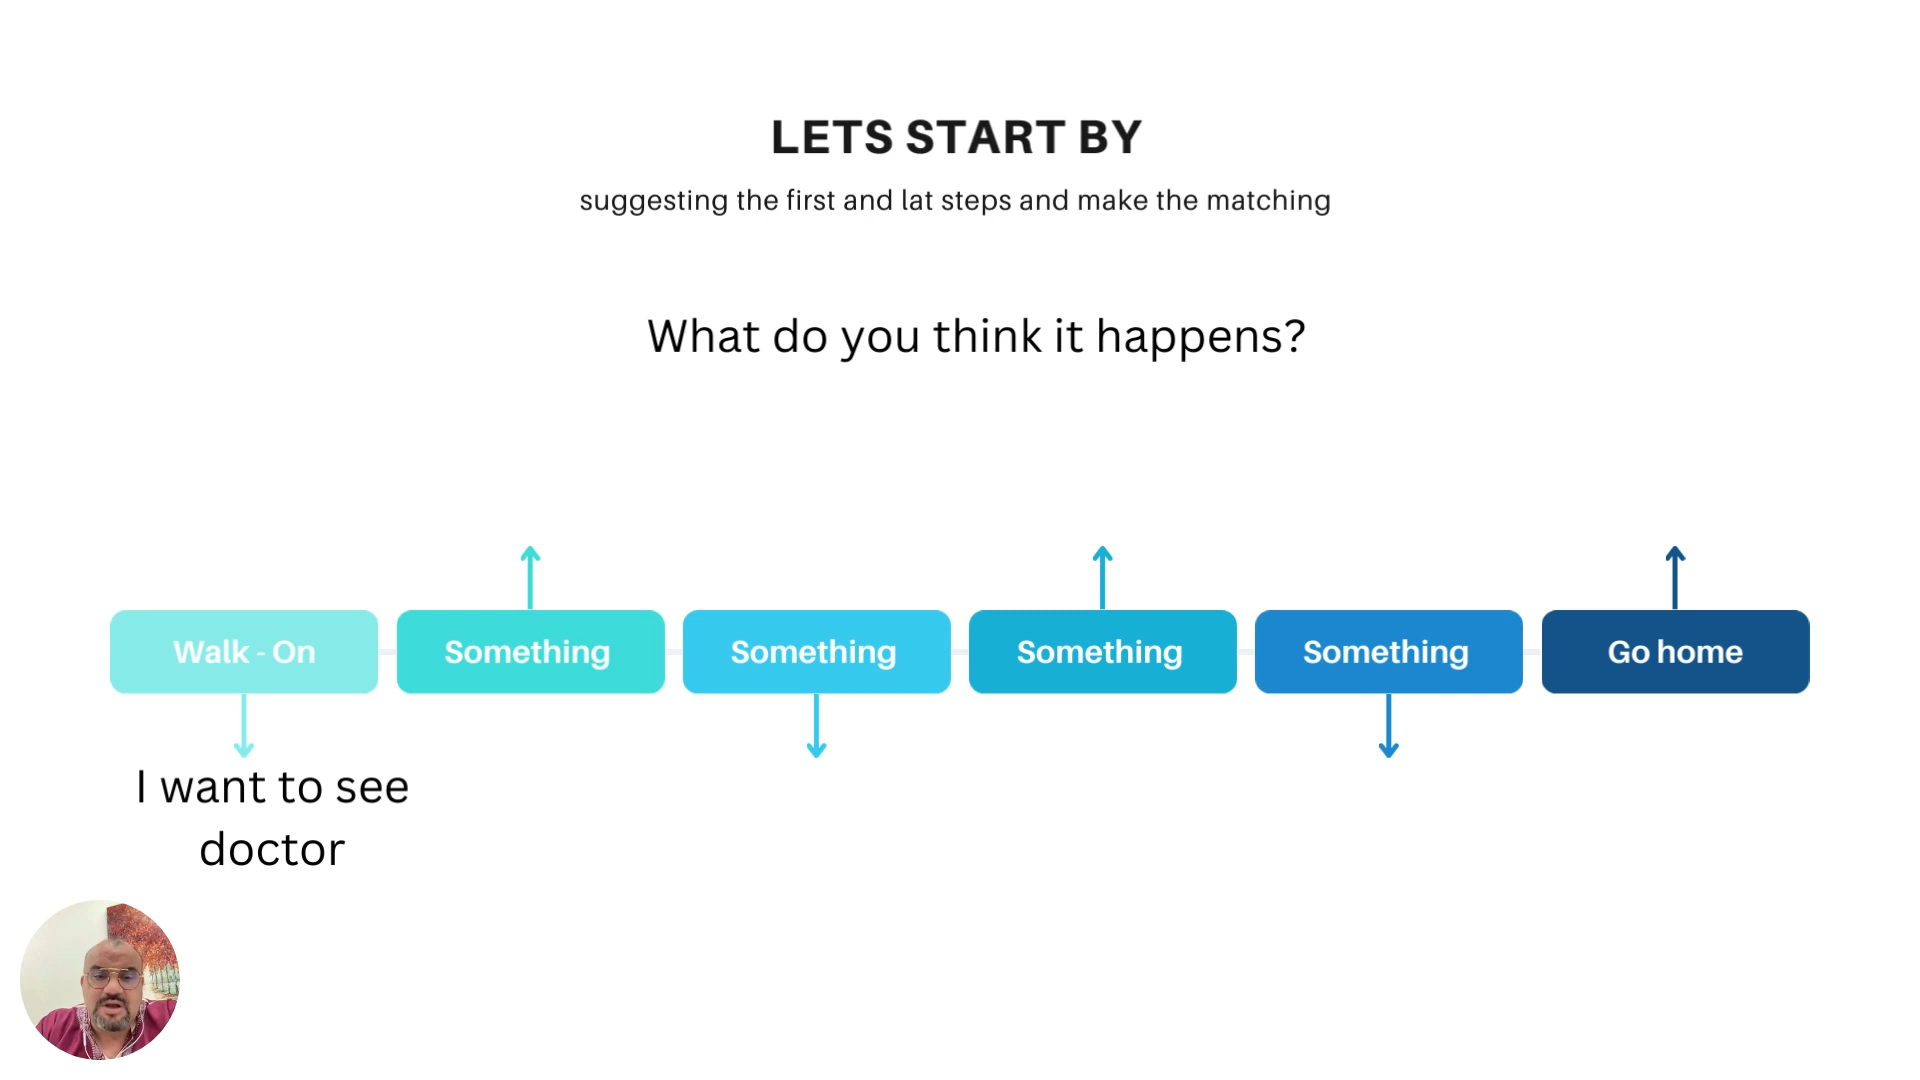 LETS START BY
suggesting the first and lat steps and make the matching
What do you think it happens?
Walk - On
Something
Something
Something
Something
Go home
I want to see
doctor